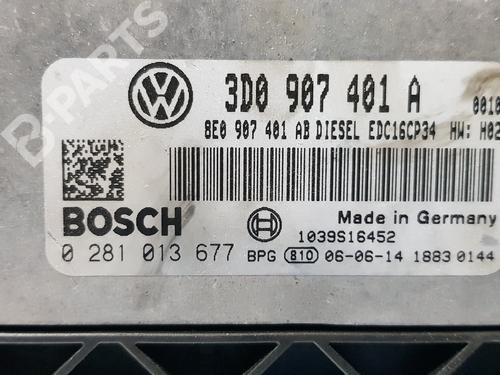 B-PARTS
3D0 907 401 A 0010
8E0 907 401 AB DIESEL EDC16CP34 HW: H02
BOSCH
Made in Germany
1039S16452
0 281 013 677 BPG 810 06-06-14 1883 0144